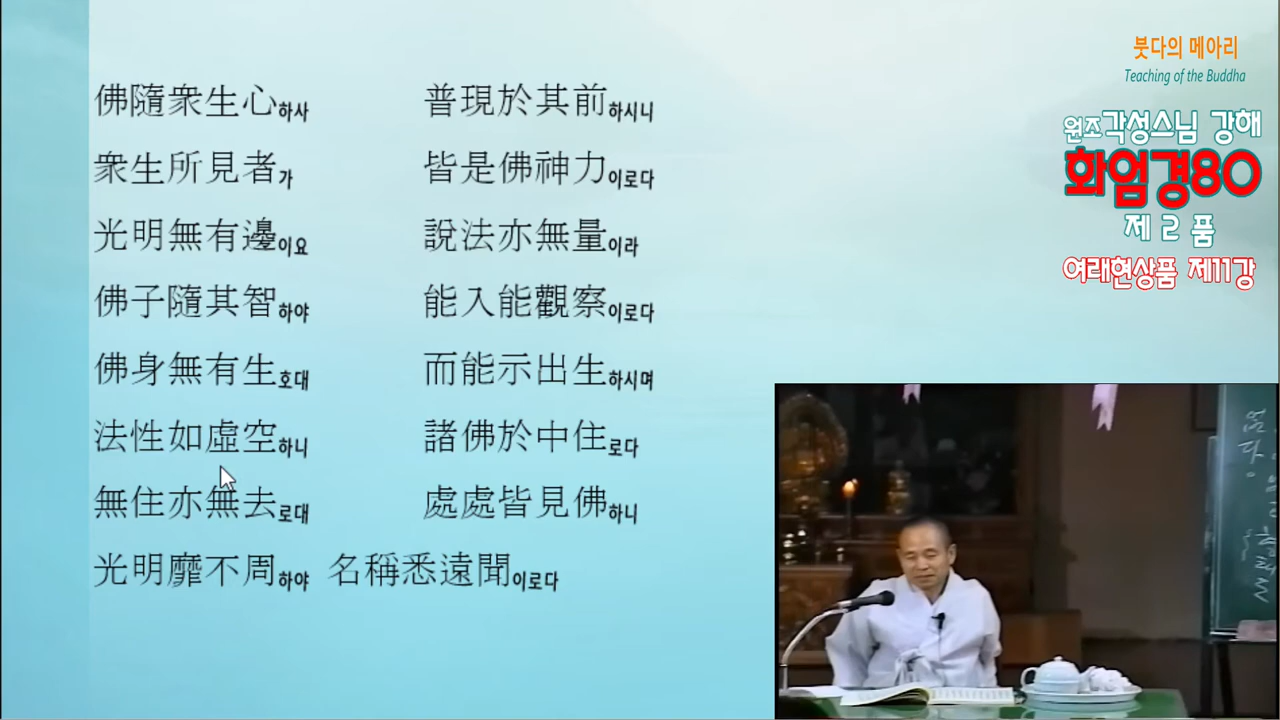 佛隨衆生心하사 普現於其前하시니
衆生所見者가 皆是佛神力이로다
光明無有邊이요 說法亦無量이라
佛子隨其智하야 能入能觀察이로다
佛身無有生호대 而能示出生하시며
法性如虛空하니 諸佛於中住로다
無住亦無去로대 處處皆見佛하니
光明靡不周하야 名稱悉遠聞이로다
붓다의 메아리
Teaching of the Buddha
원조각성스님 강해
화엄경80
제 2 품
여래현상품 제11강